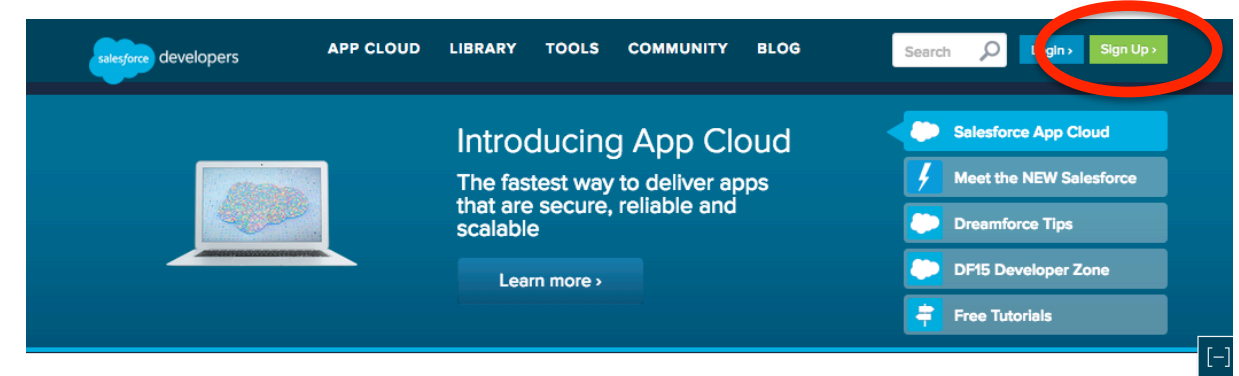 salesforce developers
APP CLOUD LIBRARY TOOLS COMMUNITY BLOG
Search
Login ›
Sign Up ›
Introducing App Cloud
The fastest way to deliver apps
that are secure, reliable and
scalable
Learn more ›
Salesforce App Cloud
Meet the NEW Salesforce
Dreamforce Tips
DF15 Developer Zone
Free Tutorials
[–]